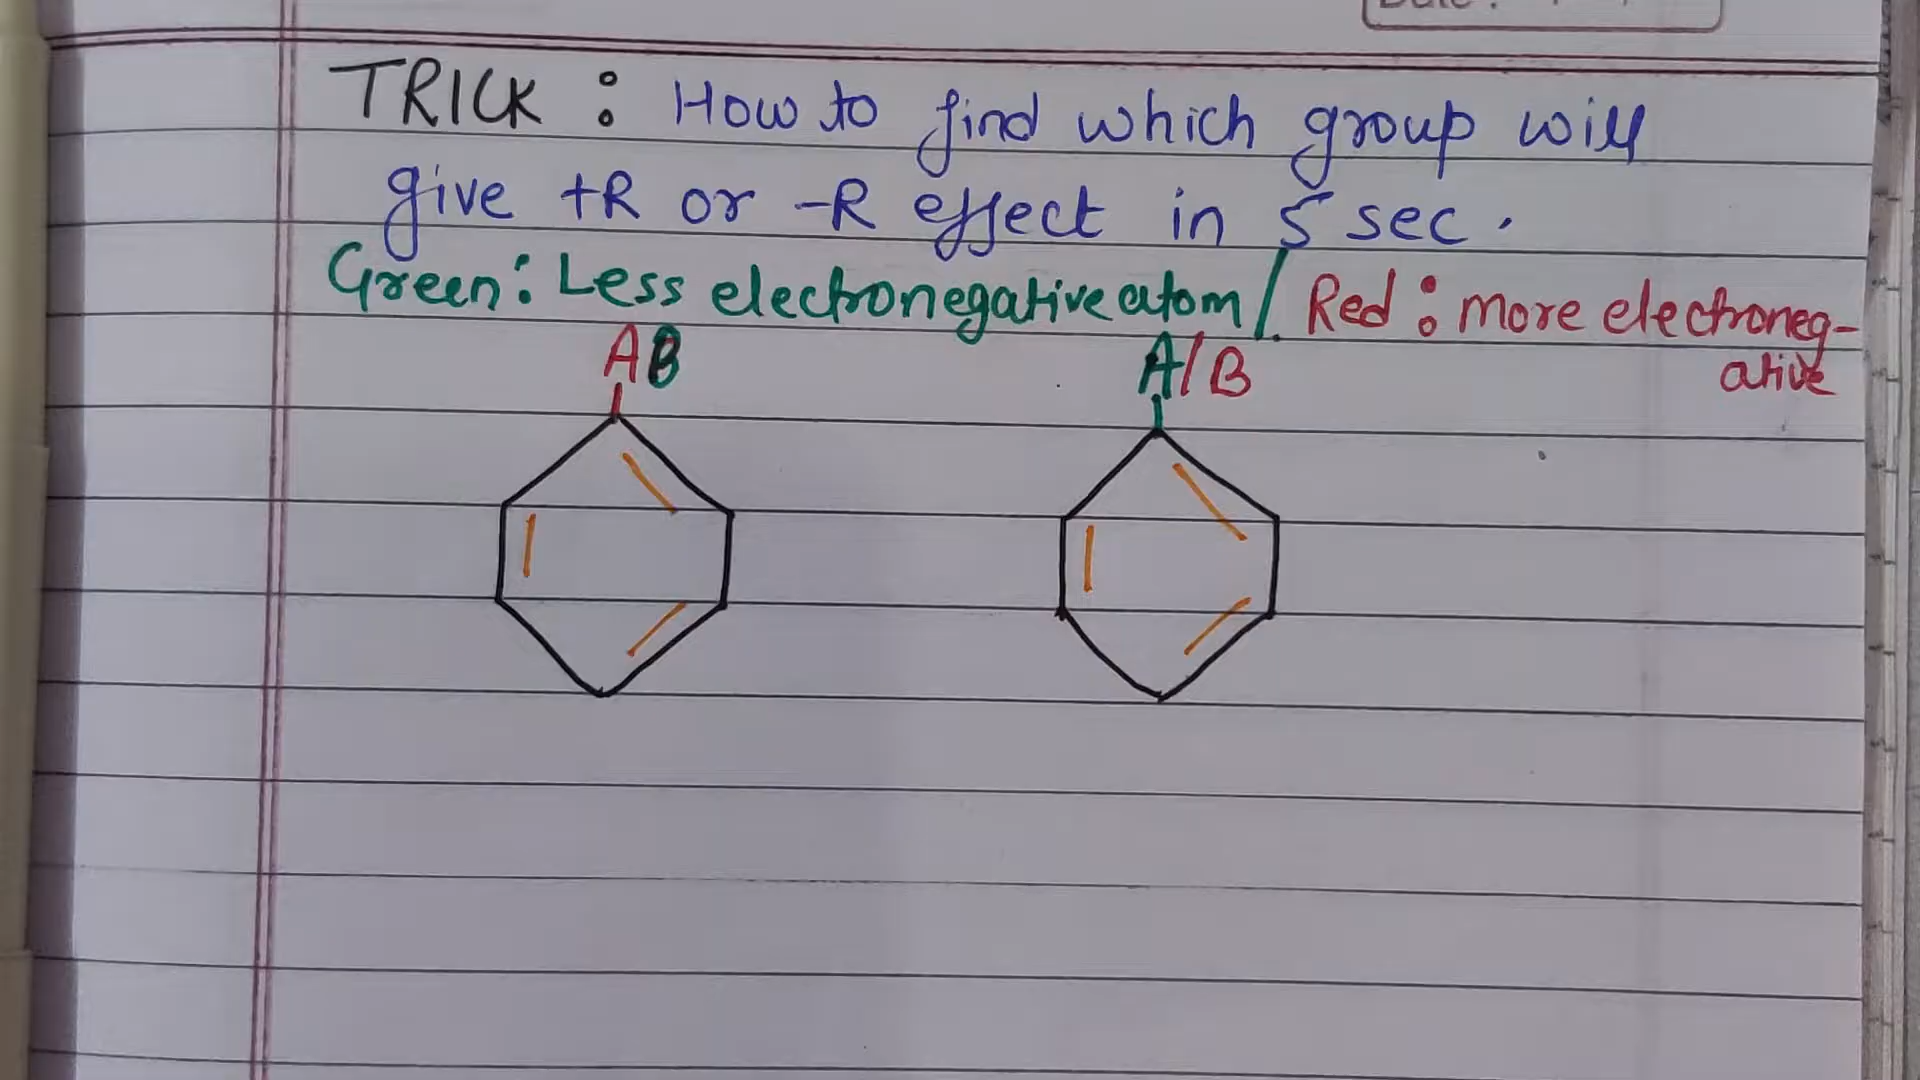 Date :
TRICK : How to find which group will
give +R or -R effect in 5 sec.
Green: Less electronegative atom / Red : more electroneg-
ative
AB
A/B